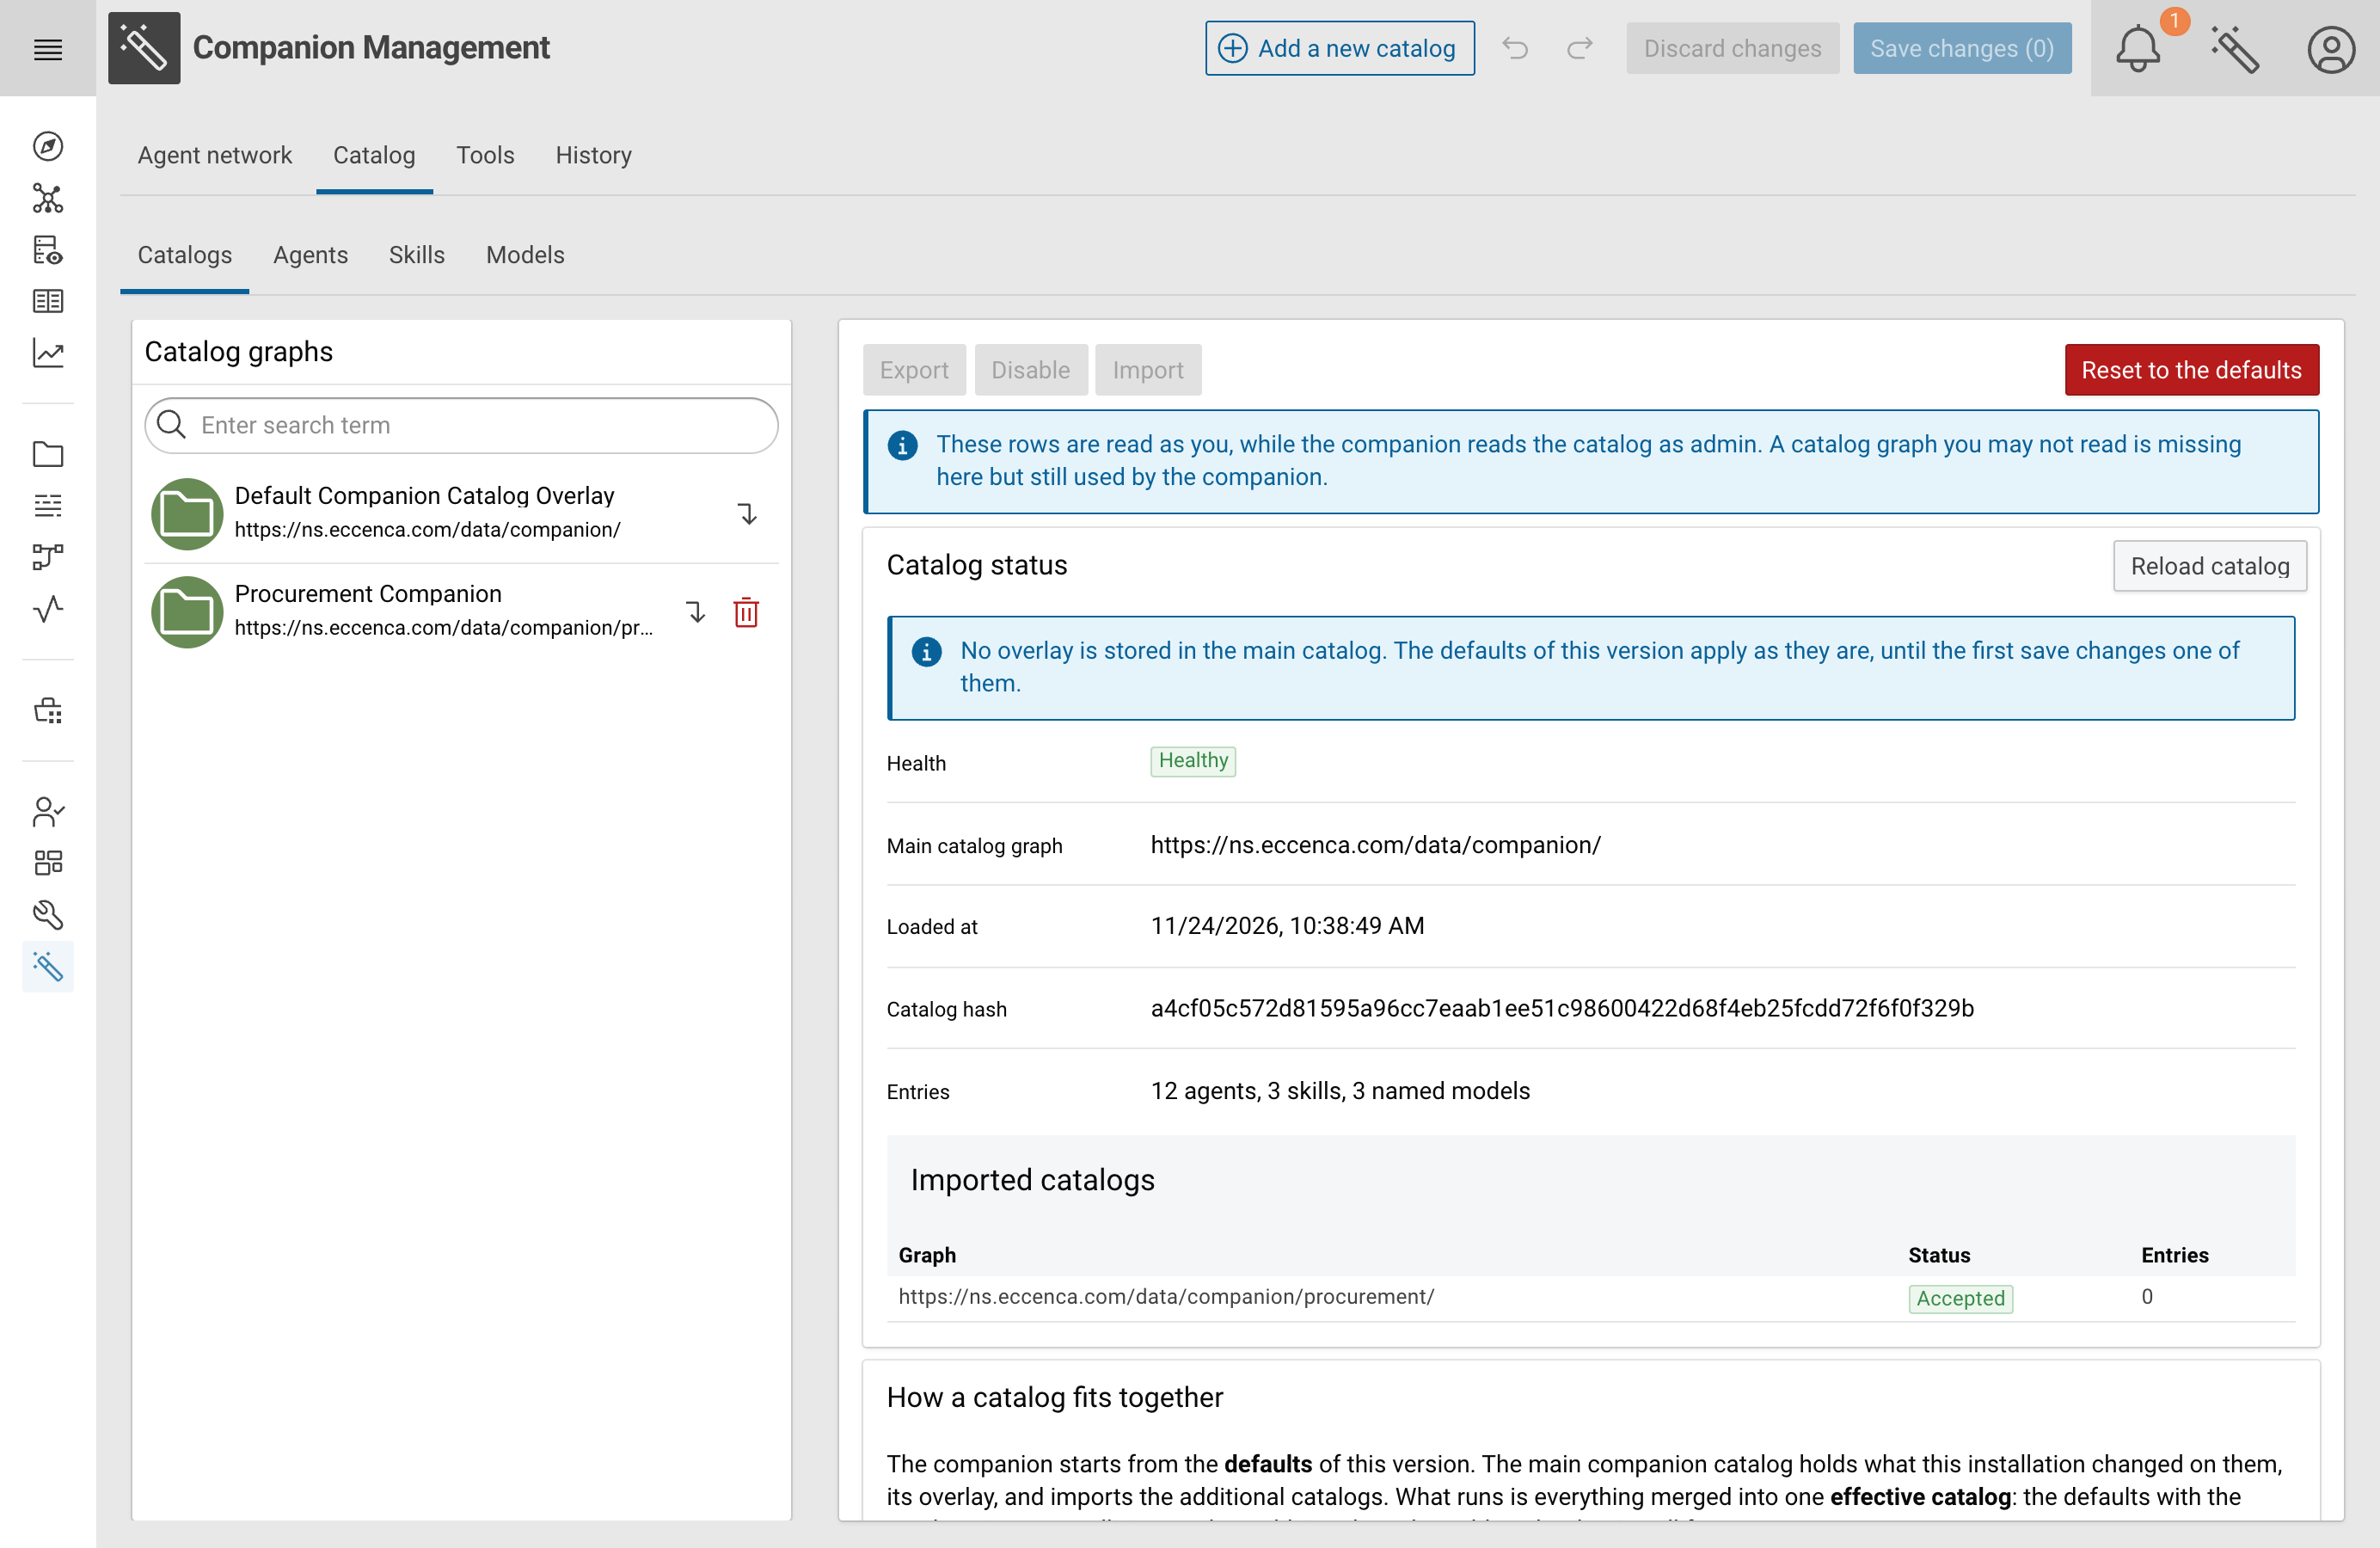 Companion Management
Add a new catalog
Discard changes
Save changes (0)
1
Agent network
Catalog
Tools
History
Catalogs
Agents
Skills
Models
Catalog graphs
Enter search term
Default Companion Catalog Overlay
https://ns.eccenca.com/data/companion/
Procurement Companion
https://ns.eccenca.com/data/companion/pr...
Export
Disable
Import
Reset to the defaults
These rows are read as you, while the companion reads the catalog as admin. A catalog graph you may not read is missing
here but still used by the companion.
Catalog status
Reload catalog
No overlay is stored in the main catalog. The defaults of this version apply as they are, until the first save changes one of
them.
Health
Healthy
Main catalog graph
https://ns.eccenca.com/data/companion/
Loaded at
11/24/2026, 10:38:49 AM
Catalog hash
a4cf05c572d81595a96cc7eaab1ee51c98600422d68f4eb25fcdd72f6f0f329b
Entries
12 agents, 3 skills, 3 named models
Imported catalogs
Graph
Status
Entries
https://ns.eccenca.com/data/companion/procurement/
Accepted
0
How a catalog fits together
The companion starts from the defaults of this version. The main companion catalog holds what this installation changed on them,
its overlay, and imports the additional catalogs. What runs is everything merged into one effective catalog: the defaults with the